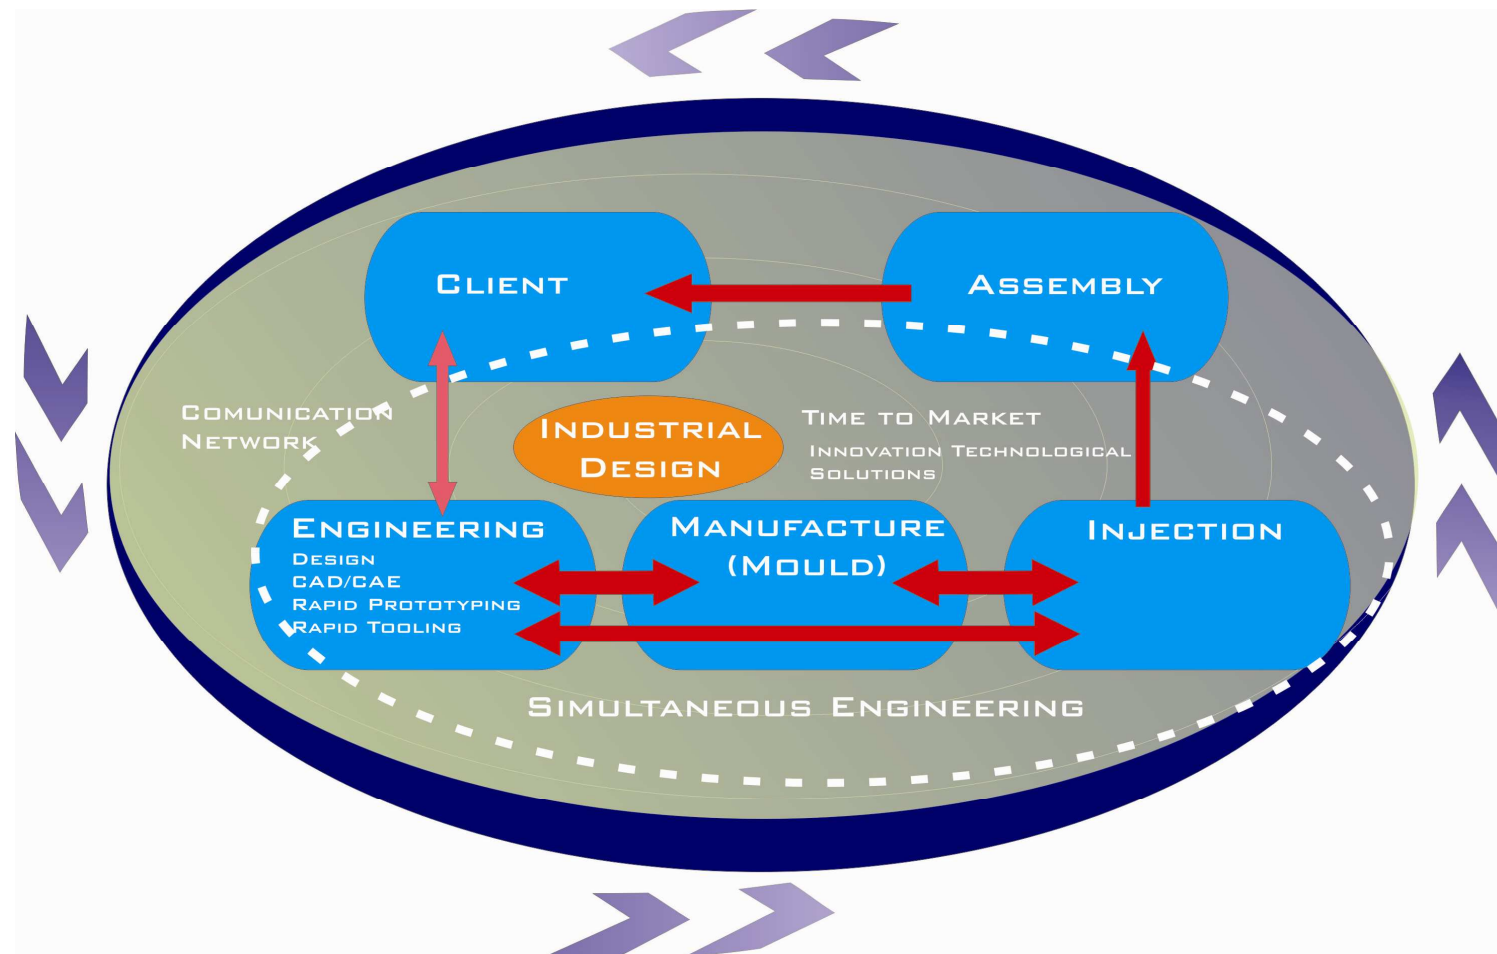 CLIENT
ASSEMBLY
COMUNICATION
NETWORK
INDUSTRIAL
DESIGN
TIME TO MARKET
INNOVATION TECHNOLOGICAL
SOLUTIONS
ENGINEERING
DESIGN
CAD/CAE
RAPID PROTOTYPING
RAPID TOOLING
MANUFACTURE
(MOULD)
INJECTION
SIMULTANEOUS ENGINEERING